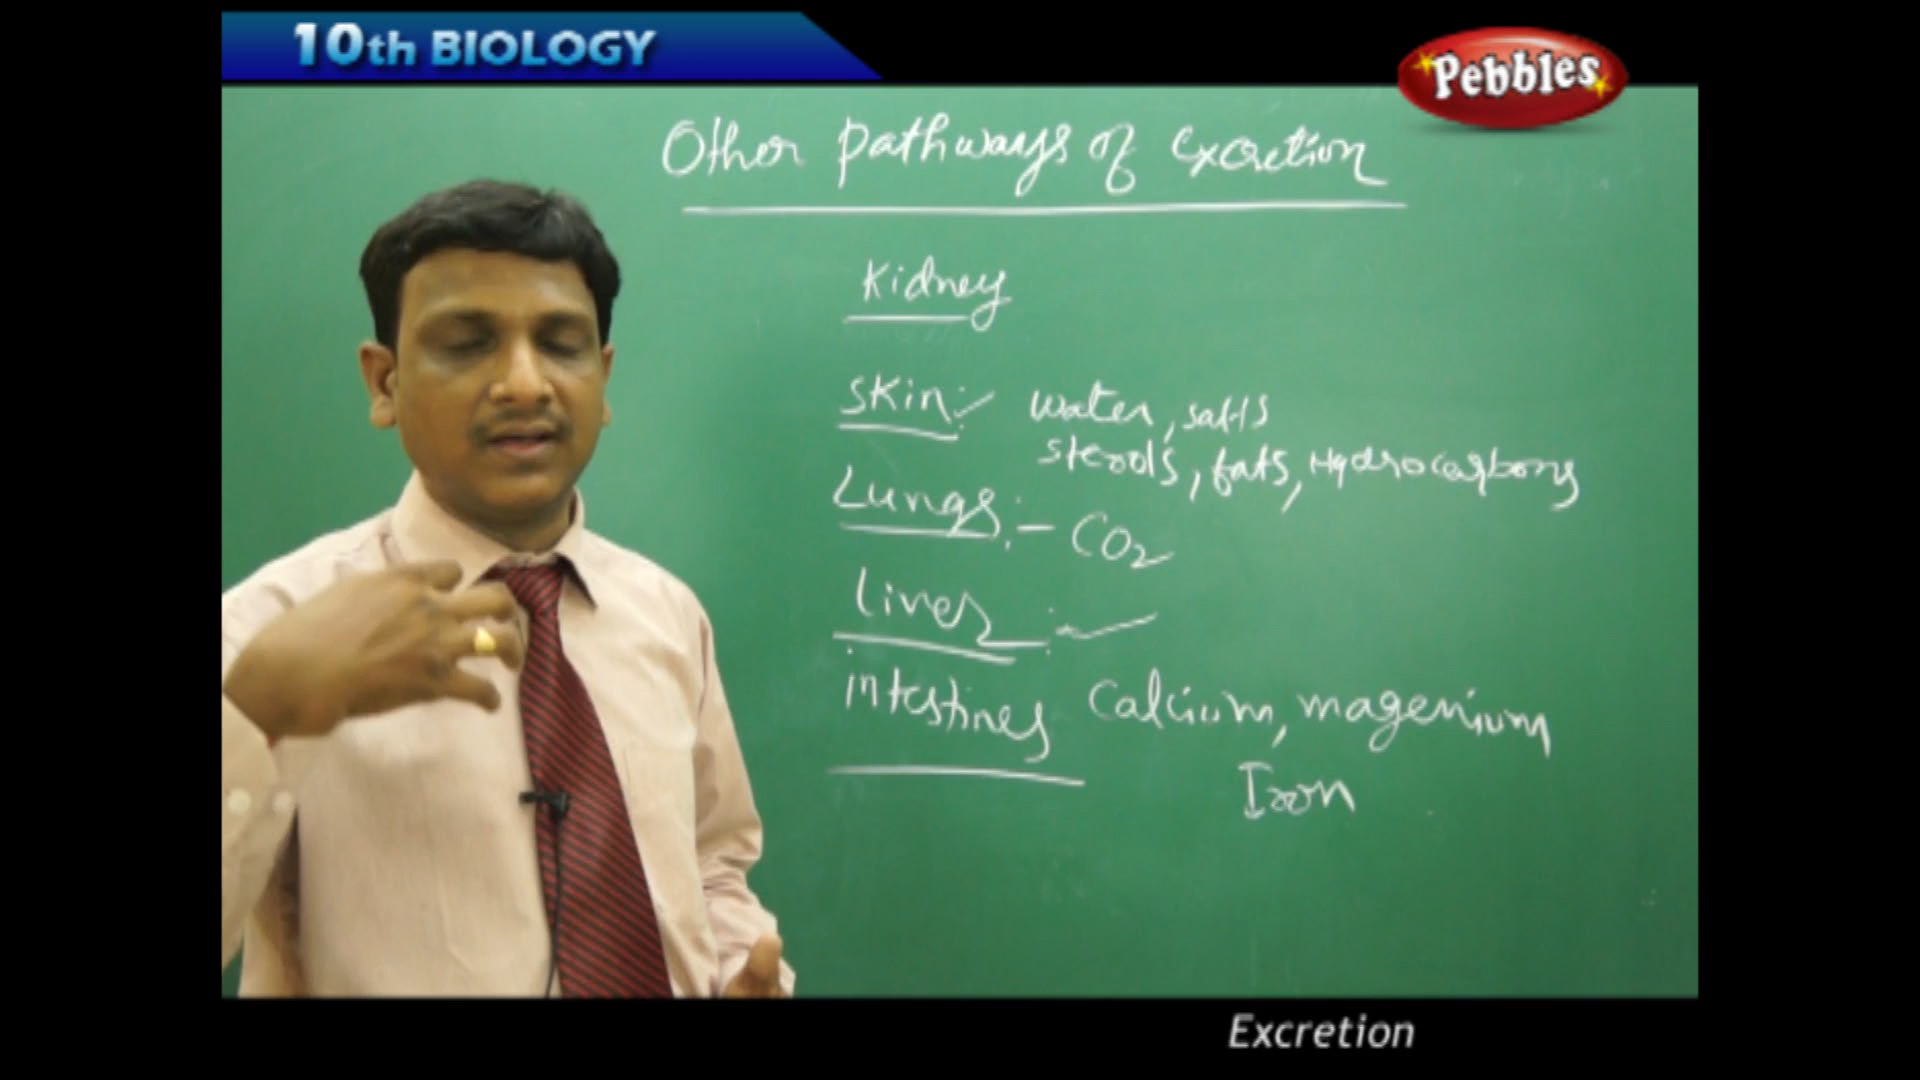 10th BIOLOGY
Pebbles
Other pathways of excretion
Kidney
Skin:- water, salts
sterols, fats, Hydrocarbons
Lungs:- CO2
Liver :-
intestines Calcium, magenium
Iron
Excretion